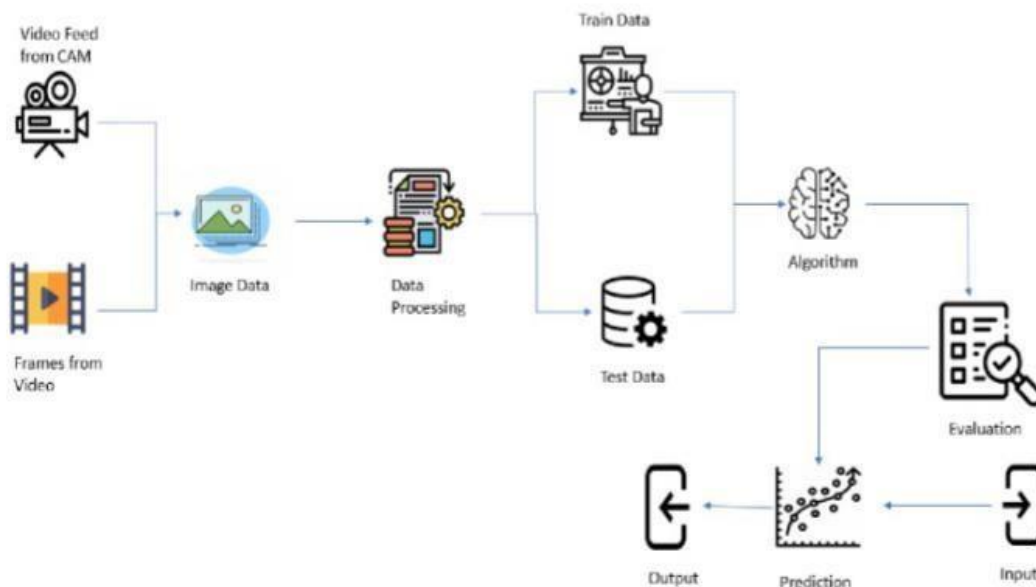 Video Feed
from CAM
Train Data
Image Data
Data
Processing
Algorithm
Frames from
Video
Test Data
Evaluation
Output
Prediction
Input